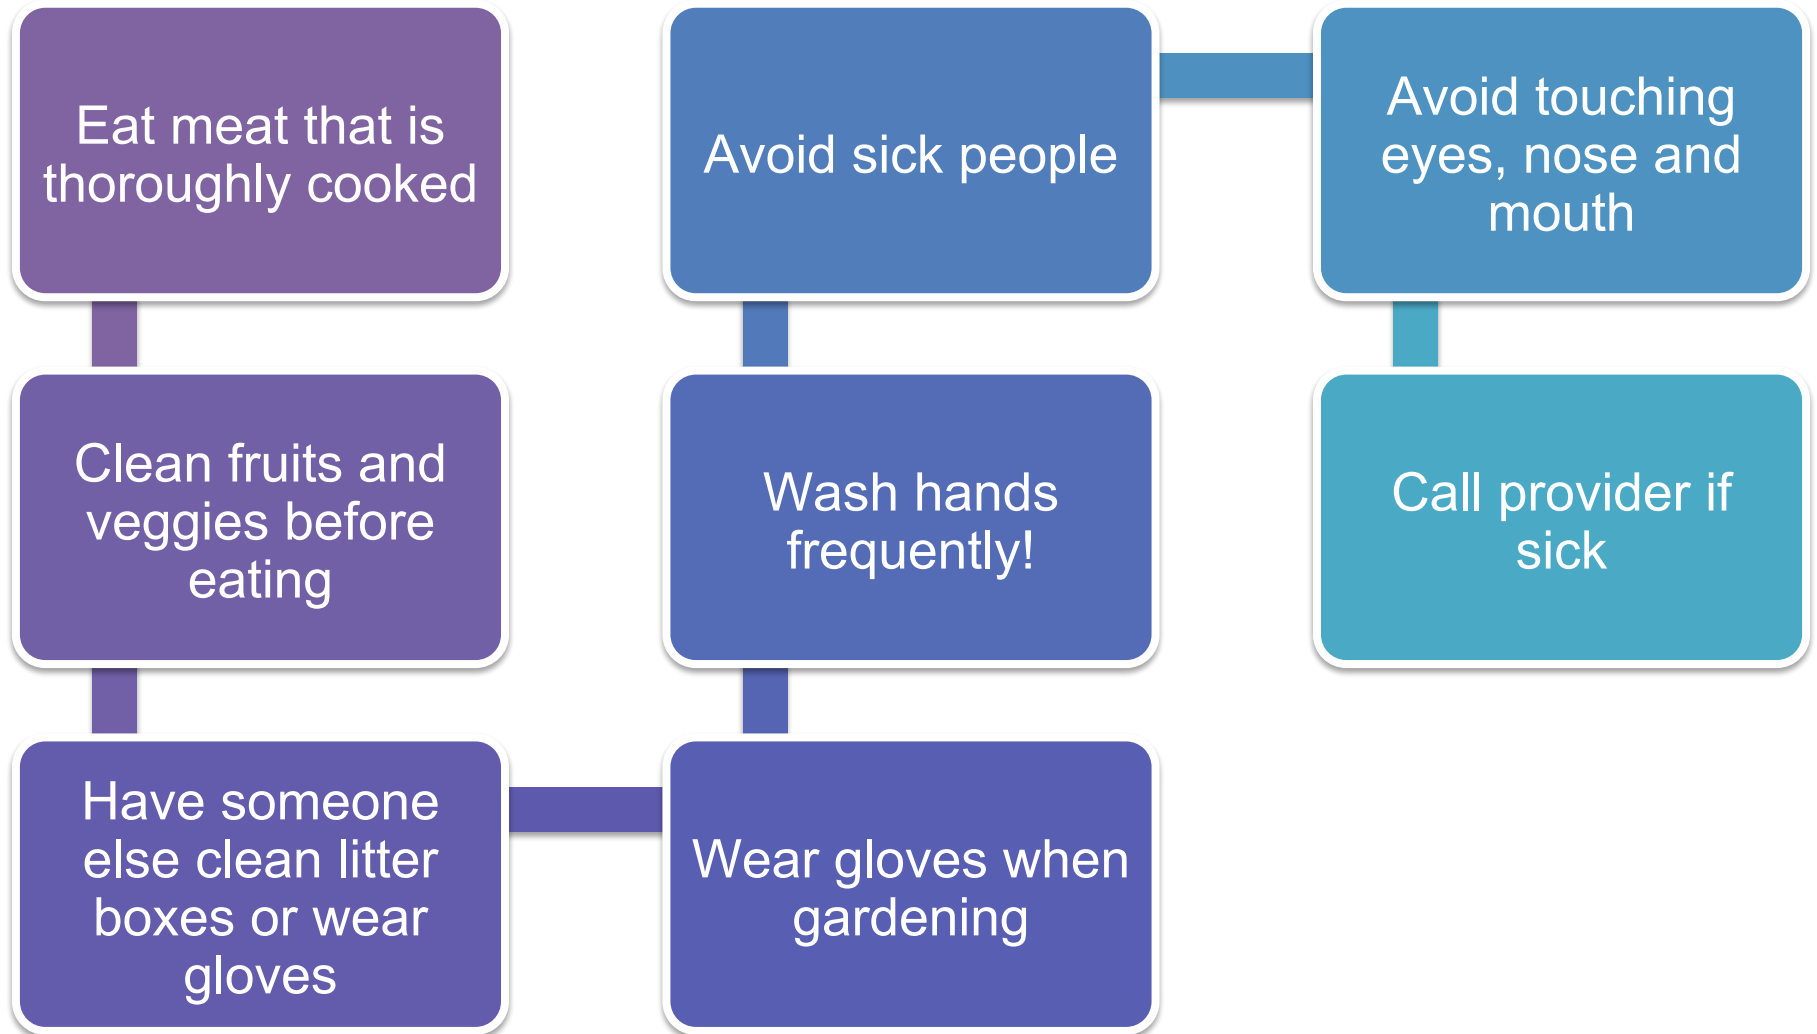 Eat meat that is
thoroughly cooked
Clean fruits and
veggies before
eating
Have someone
else clean litter
boxes or wear
gloves
Wear gloves when
gardening
Wash hands
frequently!
Avoid sick people
Avoid touching
eyes, nose and
mouth
Call provider if
sick